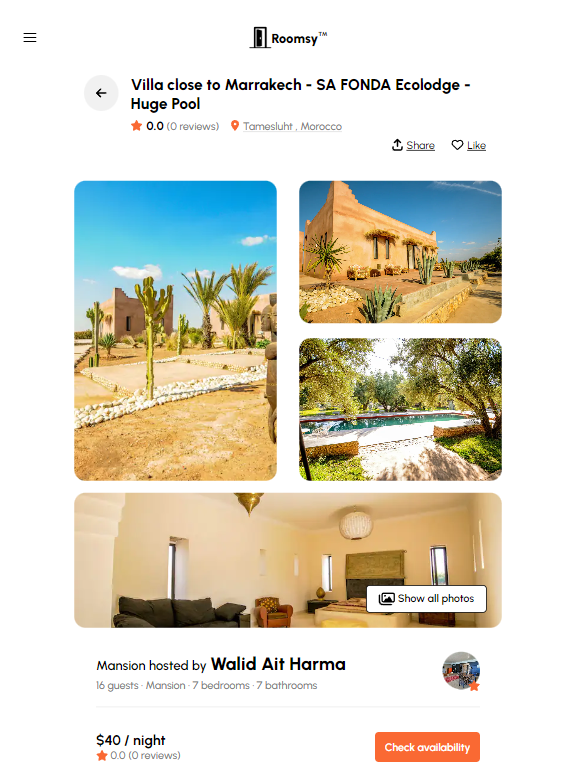 Roomsy™
Villa close to Marrakech - SA FONDA Ecolodge -
Huge Pool
0.0 (0 reviews) Tamesluht , Morocco
Share Like
Show all photos
Mansion hosted by Walid Ait Harma
16 guests · Mansion · 7 bedrooms · 7 bathrooms
$40 / night
0.0 (0 reviews)
Check availability